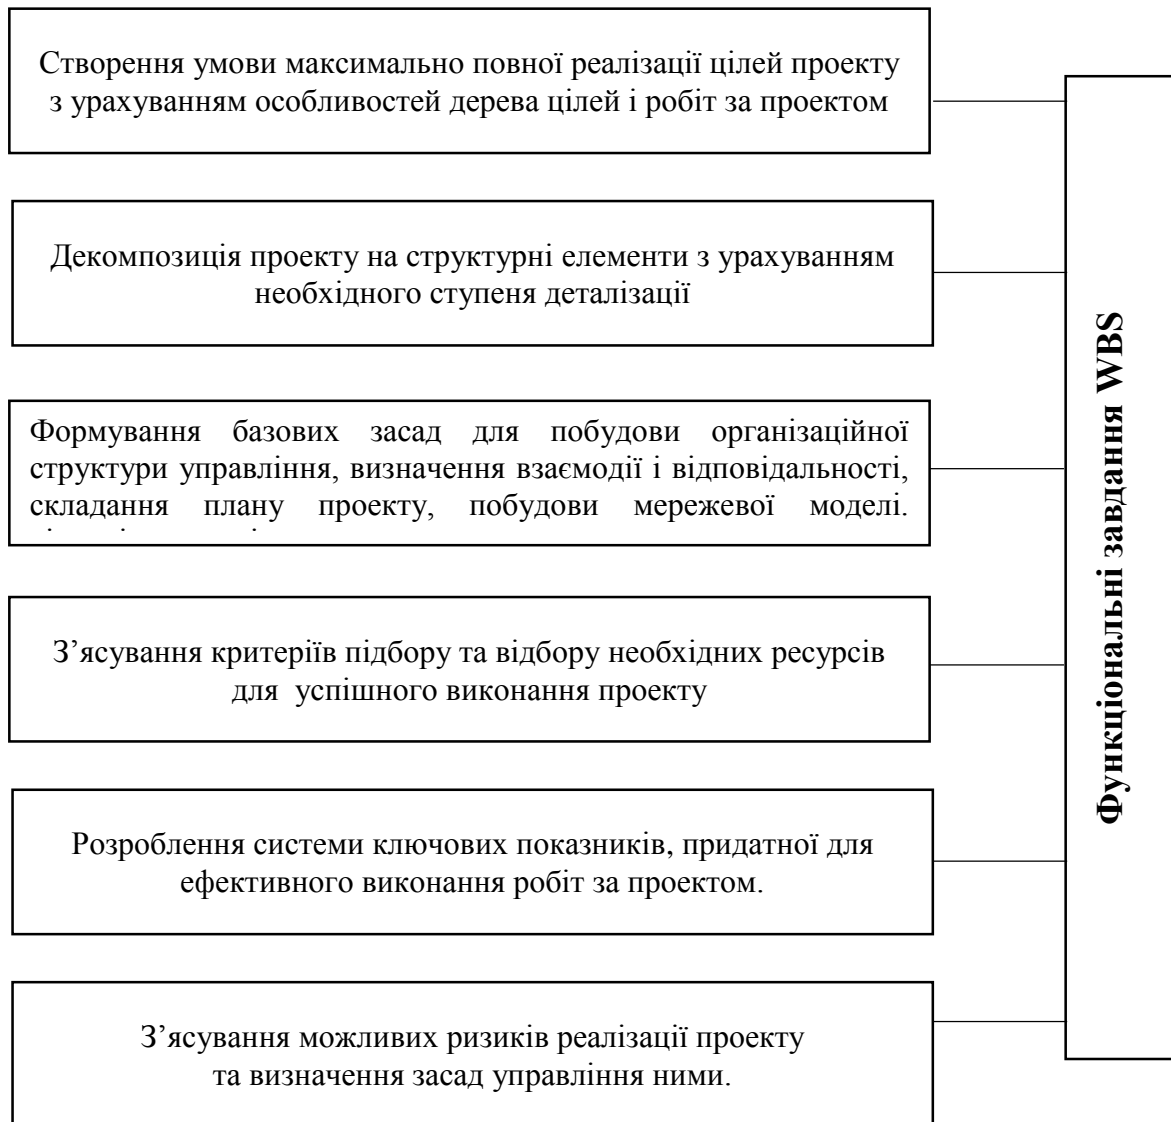 Створення умови максимально повної реалізації цілей проекту
з урахуванням особливостей дерева цілей і робіт за проектом
Декомпозиція проекту на структурні елементи з урахуванням
необхідного ступеня деталізації
Формування базових засад для побудови організаційної
структури управління, визначення взаємодії і відповідальності,
складання плану проекту, побудови мережевої моделі.
З’ясування критеріїв підбору та відбору необхідних ресурсів
для успішного виконання проекту
Розроблення системи ключових показників, придатної для
ефективного виконання робіт за проектом.
З’ясування можливих ризиків реалізації проекту
та визначення засад управління ними.
Функціональні завдання WBS